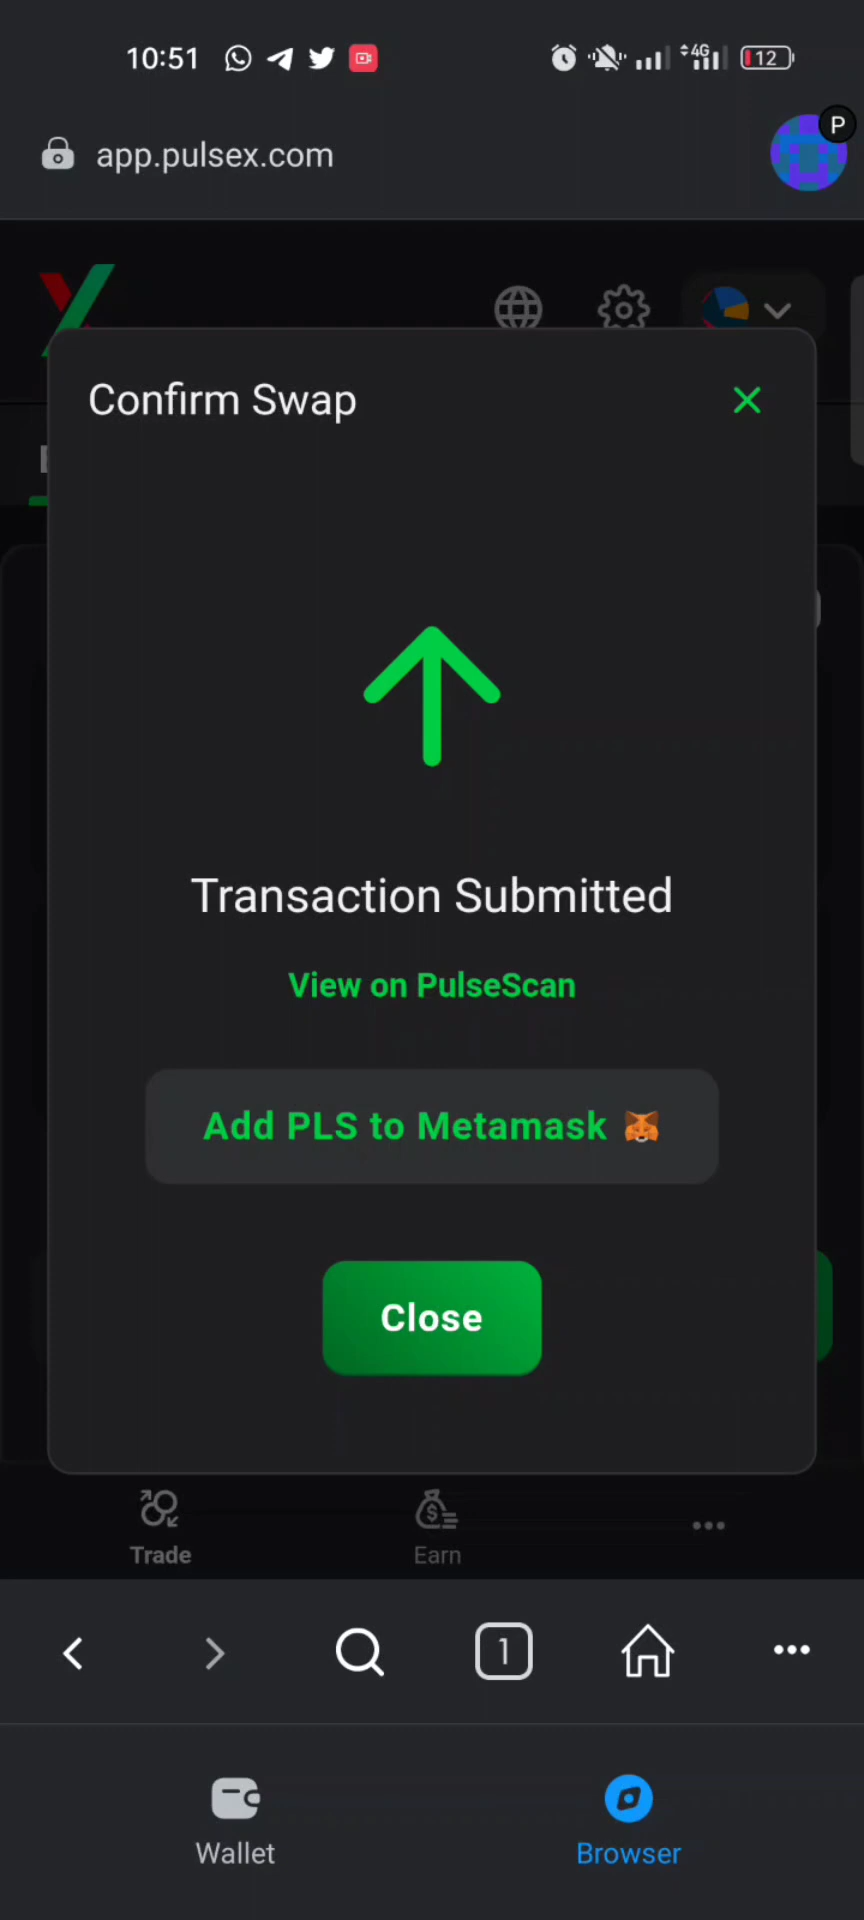 10:51
4G
12
app.pulsex.com
P
Confirm Swap
Transaction Submitted
View on PulseScan
Add PLS to Metamask
Close
Trade
Earn
1
Wallet
Browser